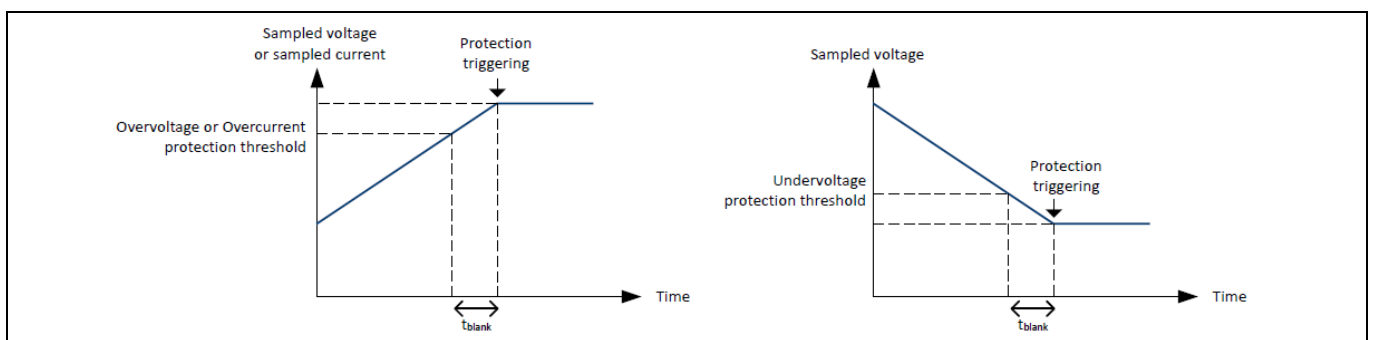 Sampled voltage
or sampled current
Protection
triggering
Overvoltage or Overcurrent
protection threshold
Time
tblank
Sampled voltage
Protection
triggering
Undervoltage
protection threshold
Time
tblank